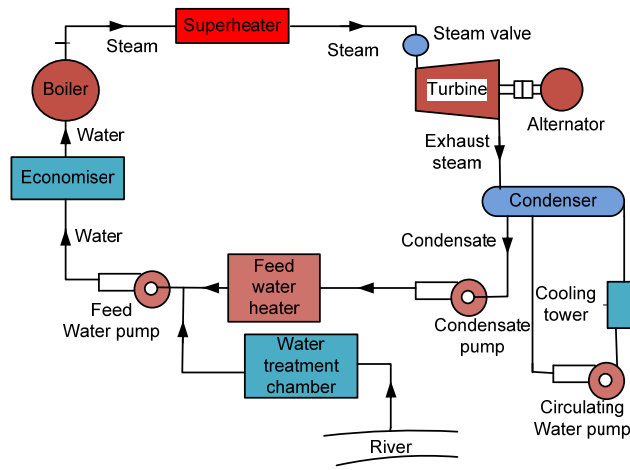 Superheater
Steam
Steam
Steam valve
Boiler
Turbine
Alternator
Water
Exhaust
steam
Economiser
Condenser
Water
Condensate
Feed
water
heater
Cooling
tower
Feed
Water pump
Condensate
pump
Water
treatment
chamber
Circulating
Water pump
River